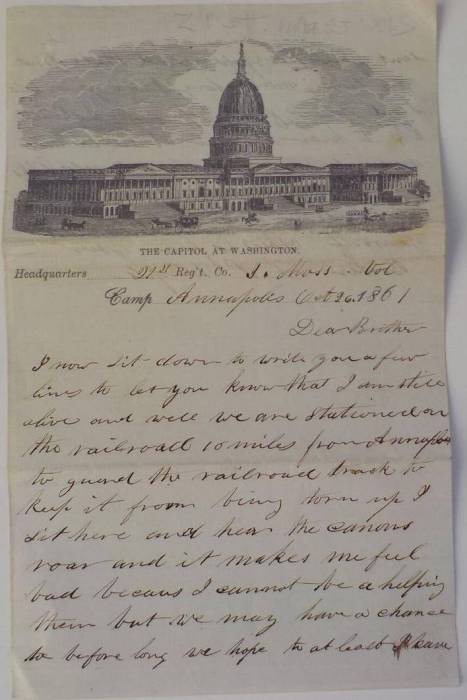 THE CAPITOL AT WASHINGTON.
Headquarters 21st Reg't. Co. I. Mass. Vol
Camp Annapolis Oct 26. 1861
Dear Brother
I now sit down to write you a few
lines to let you know that I am still
alive and well we are stationed on
the railroad 10 miles from Annapolis
to guard the railroad track to
keep it from being torn up I
sit here and hear the canons
roar and it makes me feel
bad becaus I cannot be a helping
them but we may have a chance
to before long we hope to at least I